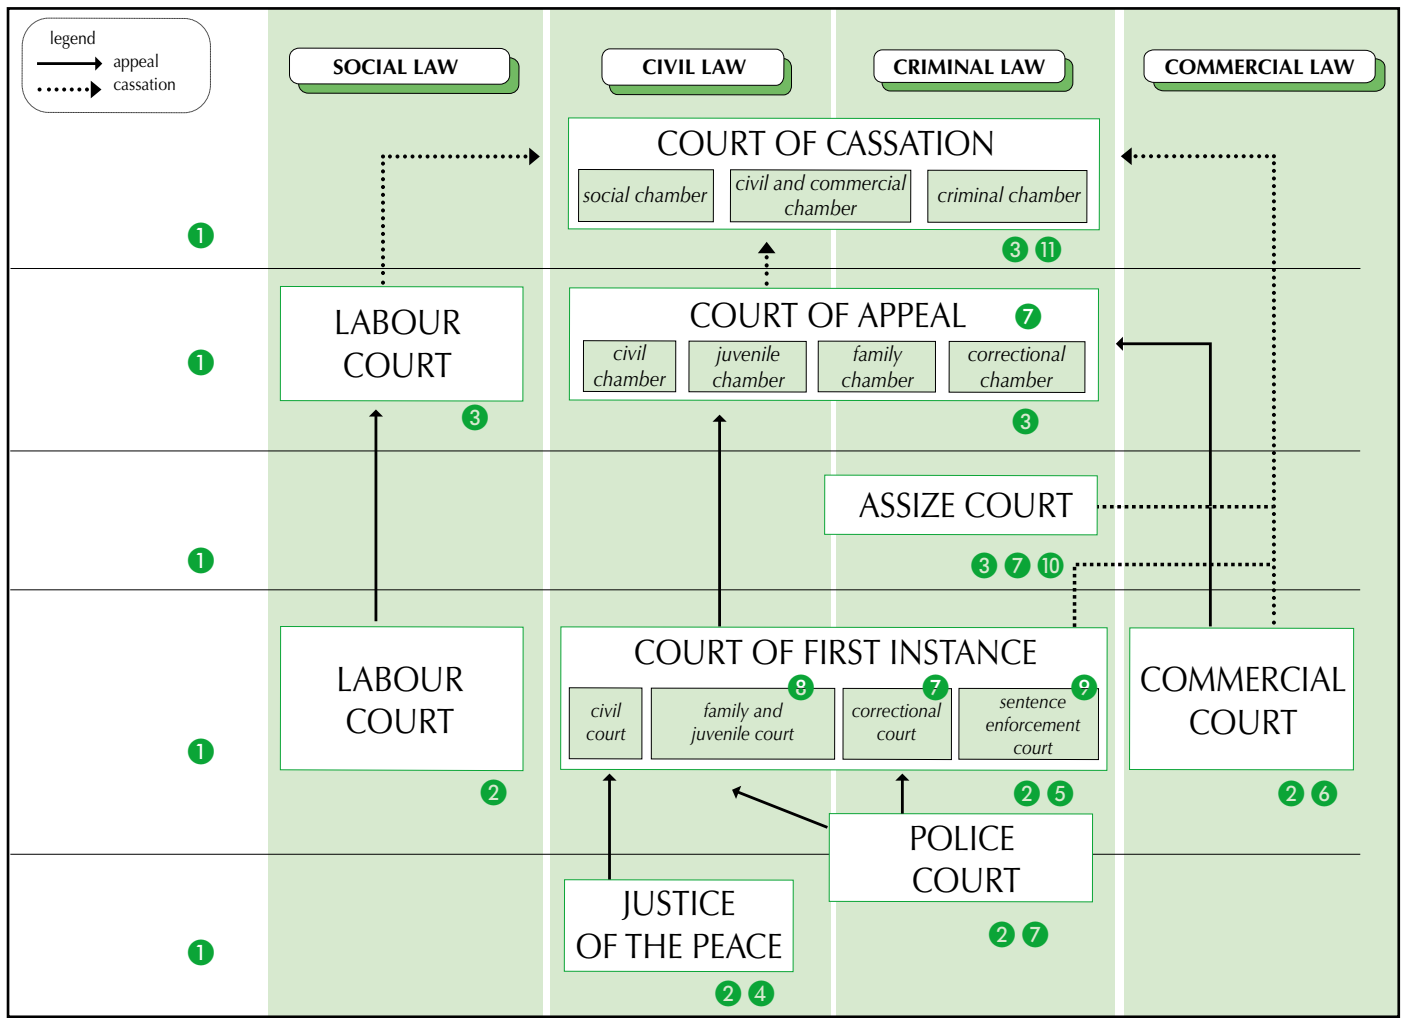 legend
appeal
cassation
SOCIAL LAW
CIVIL LAW
CRIMINAL LAW
COMMERCIAL LAW
COURT OF CASSATION
social chamber
civil and commercial
chamber
criminal chamber
1
3 11
LABOUR
COURT
3
COURT OF APPEAL 7
civil
chamber
juvenile
chamber
family
chamber
correctional
chamber
1
3
ASSIZE COURT
1
3 7 10
LABOUR
COURT
2
COURT OF FIRST INSTANCE
8
7
9
civil
court
family and
juvenile court
correctional
court
sentence
enforcement
court
COMMERCIAL
COURT
1
2 5
2 6
POLICE
COURT
2 7
JUSTICE
OF THE PEACE
1
2 4